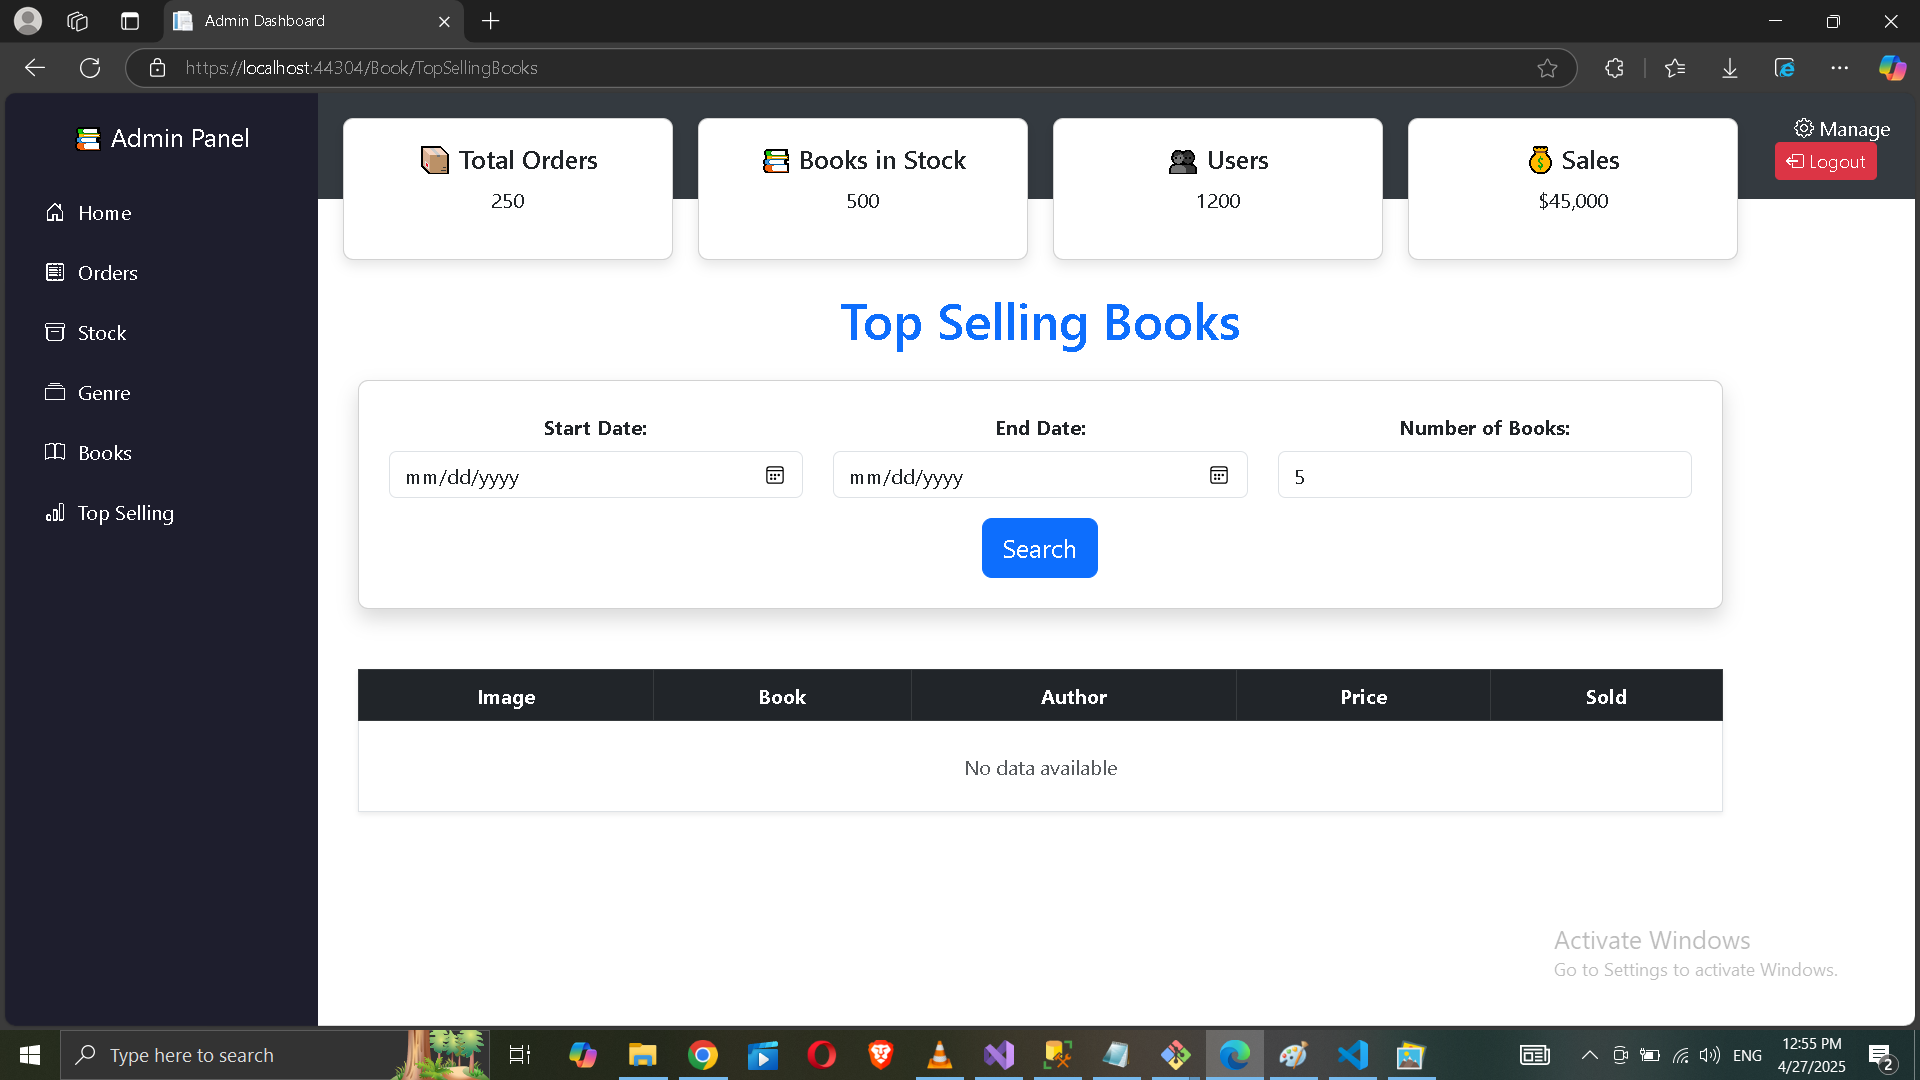 Admin Dashboard
https://localhost:44304/Book/TopSellingBooks
Admin Panel
Home
Orders
Stock
Genre
Books
Top Selling
Total Orders
250
Books in Stock
500
Users
1200
Sales
$45,000
Manage
Logout
Top Selling Books
Start Date:
End Date:
Number of Books:
mm/dd/yyyy
mm/dd/yyyy
5
Search
Image Book Author Price Sold
No data available
Activate Windows
Go to Settings to activate Windows.
Type here to search
ENG
12:55 PM
4/27/2025
2